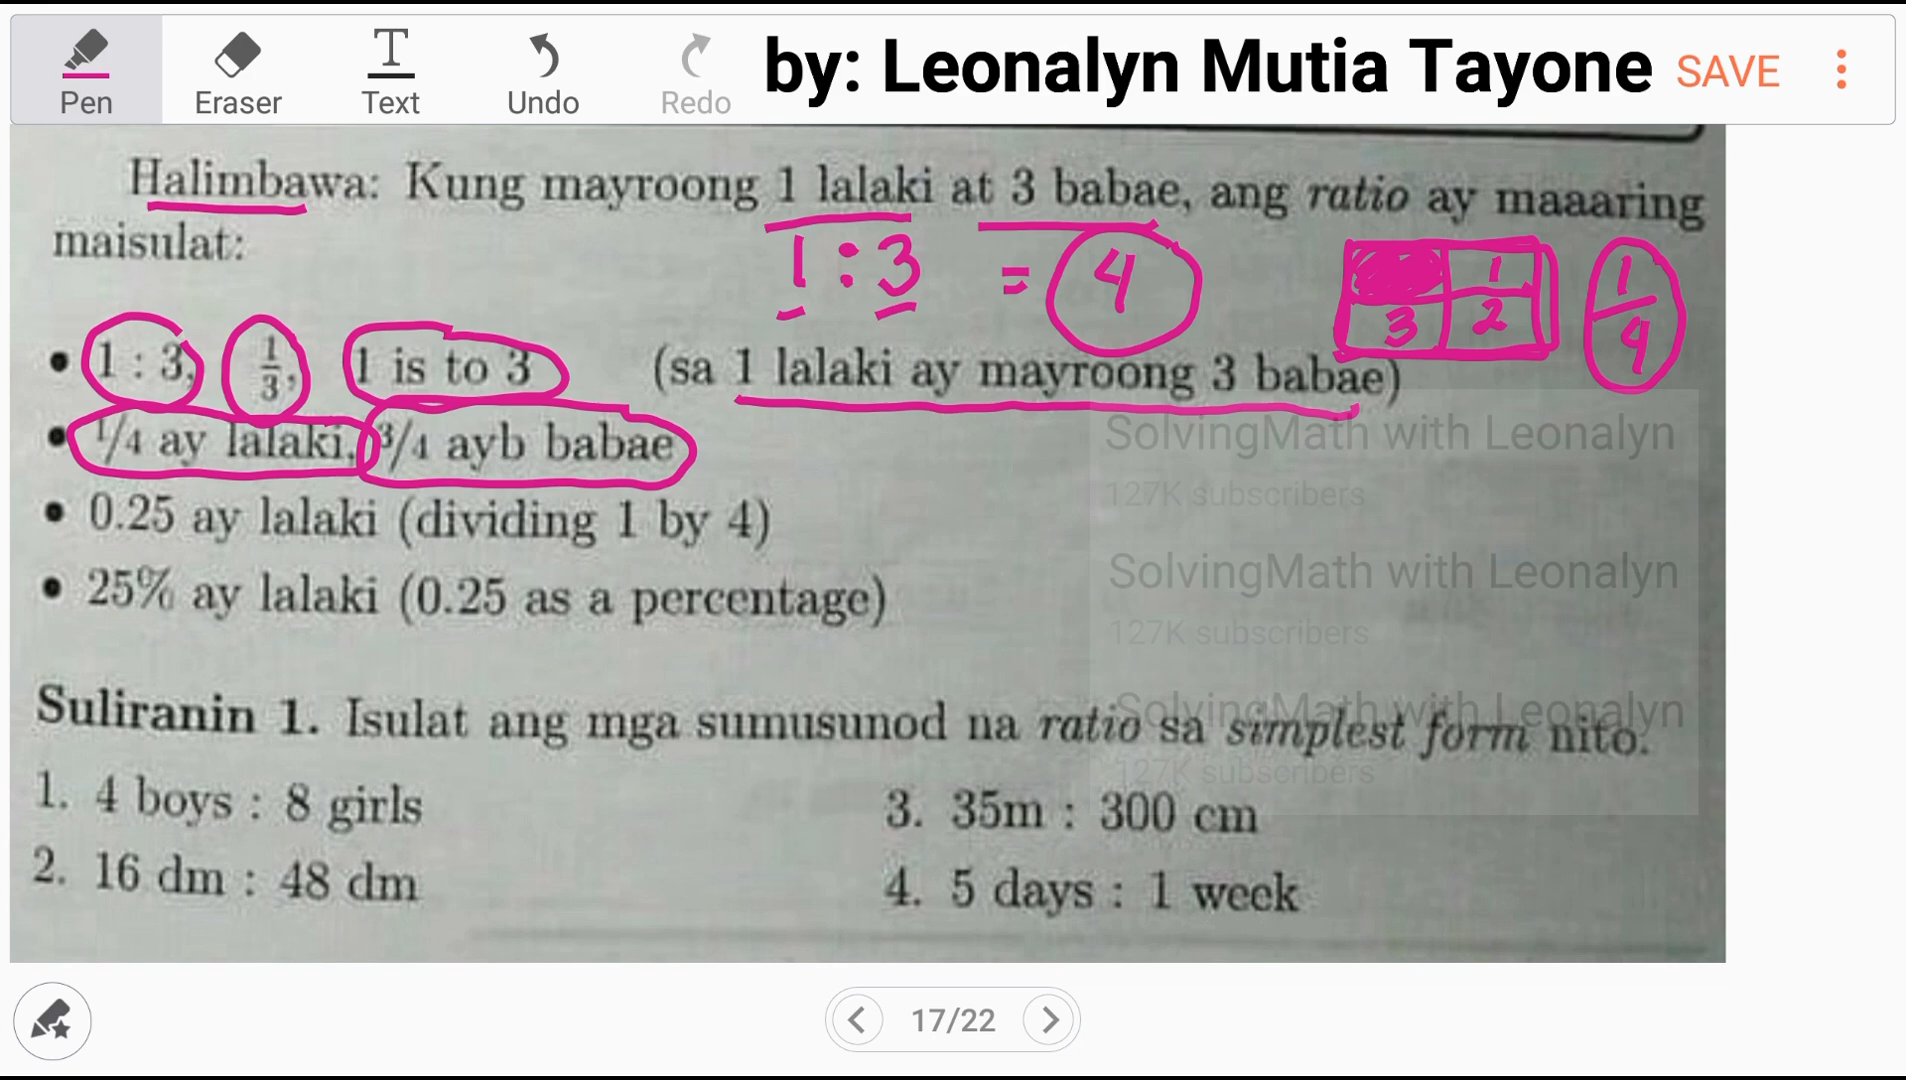 by: Leonalyn Mutia Tayone
Pen Eraser Text Undo Redo SAVE
Halimbawa: Kung mayroong 1 lalaki at 3 babae, ang ratio ay maaaring
maisulat:
1 : 3 = 4
1 2 3
1/4
• 1 : 3, 1/3, 1 is to 3 (sa 1 lalaki ay mayroong 3 babae)
• 1/4 ay lalaki, 3/4 ayb babae
• 0.25 ay lalaki (dividing 1 by 4)
• 25% ay lalaki (0.25 as a percentage)
SolvingMath with Leonalyn
127K subscribers
SolvingMath with Leonalyn
127K subscribers
SolvingMath with Leonalyn
127K subscribers
Suliranin 1. Isulat ang mga sumusunod na ratio sa simplest form nito.
1. 4 boys : 8 girls
2. 16 dm : 48 dm
3. 35m : 300 cm
4. 5 days : 1 week
17/22